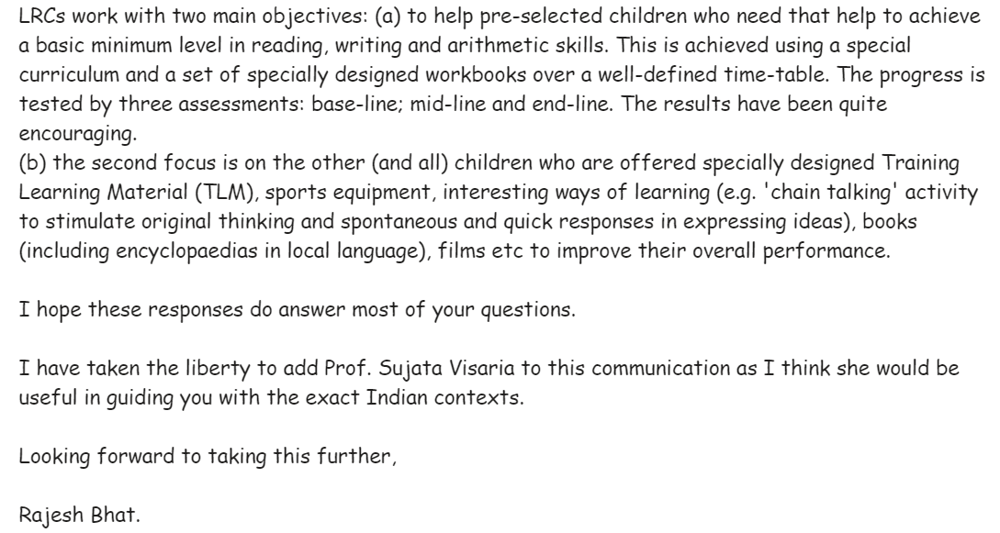 LRCs work with two main objectives: (a) to help pre-selected children who need that help to achieve
a basic minimum level in reading, writing and arithmetic skills. This is achieved using a special
curriculum and a set of specially designed workbooks over a well-defined time-table. The progress is
tested by three assessments: base-line; mid-line and end-line. The results have been quite
encouraging.
(b) the second focus is on the other (and all) children who are offered specially designed Training
Learning Material (TLM), sports equipment, interesting ways of learning (e.g. 'chain talking' activity
to stimulate original thinking and spontaneous and quick responses in expressing ideas), books
(including encyclopaedias in local language), films etc to improve their overall performance.
I hope these responses do answer most of your questions.
I have taken the liberty to add Prof. Sujata Visaria to this communication as I think she would be
useful in guiding you with the exact Indian contexts.
Looking forward to taking this further,
Rajesh Bhat.